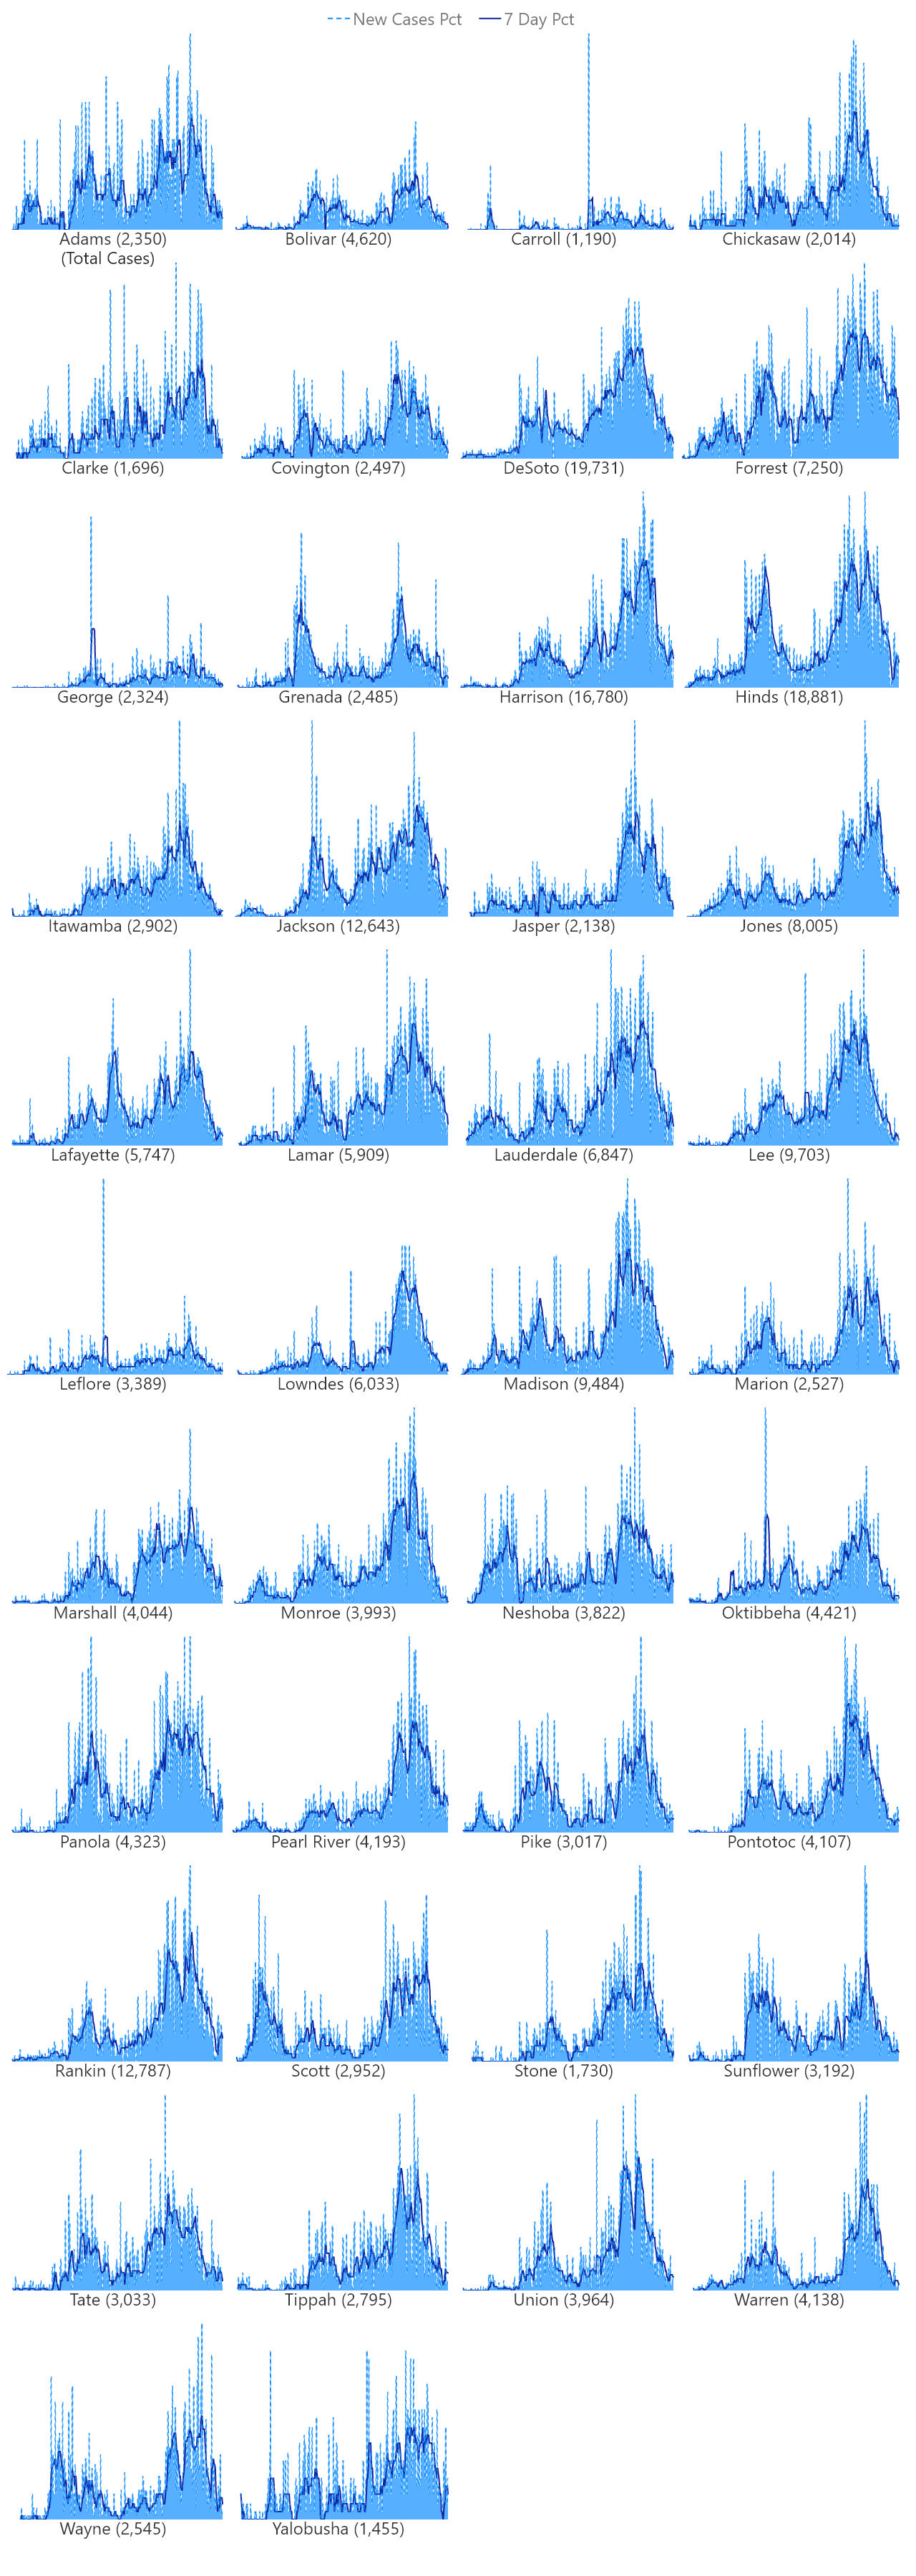 New Cases Pct 7 Day Pct
Adams (2,350) Bolivar (4,620) Carroll (1,190) Chickasaw (2,014)
(Total Cases)
Clarke (1,696) Covington (2,497) DeSoto (19,731) Forrest (7,250)
George (2,324) Grenada (2,485) Harrison (16,780) Hinds (18,881)
Itawamba (2,902) Jackson (12,643) Jasper (2,138) Jones (8,005)
Lafayette (5,747) Lamar (5,909) Lauderdale (6,847) Lee (9,703)
Leflore (3,389) Lowndes (6,033) Madison (9,484) Marion (2,527)
Marshall (4,044) Monroe (3,993) Neshoba (3,822) Oktibbeha (4,421)
Panola (4,323) Pearl River (4,193) Pike (3,017) Pontotoc (4,107)
Rankin (12,787) Scott (2,952) Stone (1,730) Sunflower (3,192)
Tate (3,033) Tippah (2,795) Union (3,964) Warren (4,138)
Wayne (2,545) Yalobusha (1,455)